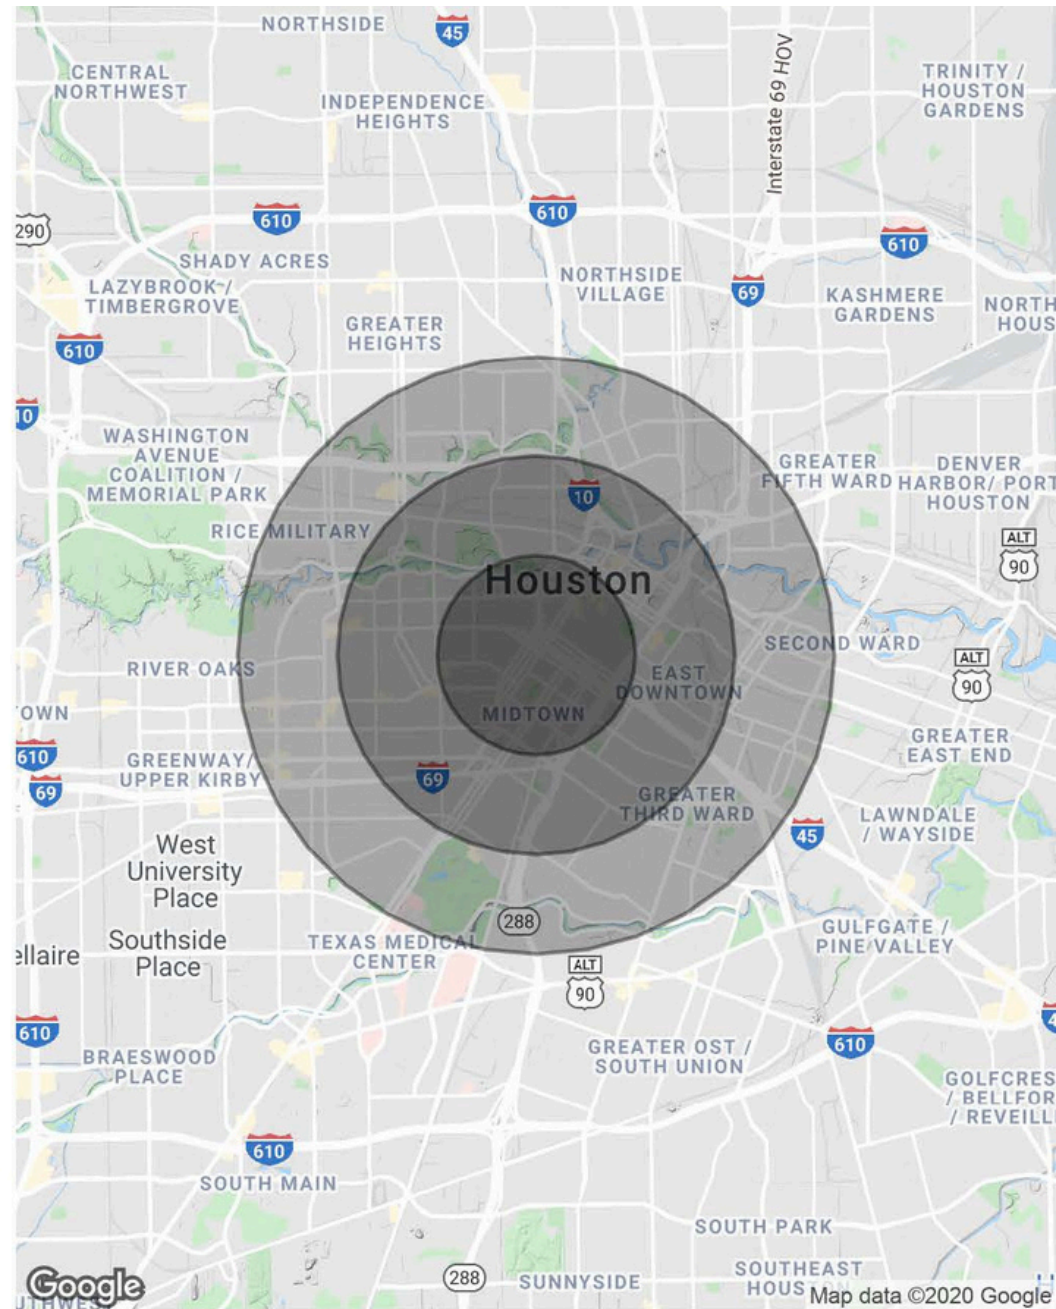 NORTHSIDE
45
CENTRAL
NORTHWEST
TRINITY /
HOUSTON
GARDENS
INDEPENDENCE
HEIGHTS
Interstate 69 HOV
290
610
610
610
SHADY ACRES
LAZYBROOK /
TIMBERGROVE
NORTHSIDE
VILLAGE
69
KASHMERE
GARDENS
NORTH
HOUS
GREATER
HEIGHTS
610
10
WASHINGTON
AVENUE
COALITION /
MEMORIAL PARK
GREATER
FIFTH WARD
DENVER
HARBOR/ PORT
HOUSTON
10
RICE MILITARY
ALT
90
Houston
SECOND WARD
RIVER OAKS
EAST
DOWNTOWN
ALT
90
TOWN
MIDTOWN
610
GREENWAY/
UPPER KIRBY
69
69
GREATER
EAST END
GREATER
THIRD WARD
45
LAWNDALE
/ WAYSIDE
West
University
Place
288
GULFGATE /
PINE VALLEY
ellaire
Southside
Place
TEXAS MEDICAL
CENTER
ALT
90
610
4
610
BRAESWOOD
PLACE
GREATER OST /
SOUTH UNION
GOLFCRES
/ BELLFOR
/ REVEILL
610
SOUTH MAIN
SOUTH PARK
288
SUNNYSIDE
SOUTHEAST
HOUSTON
Google
UTHWEST
Map data ©2020 Google